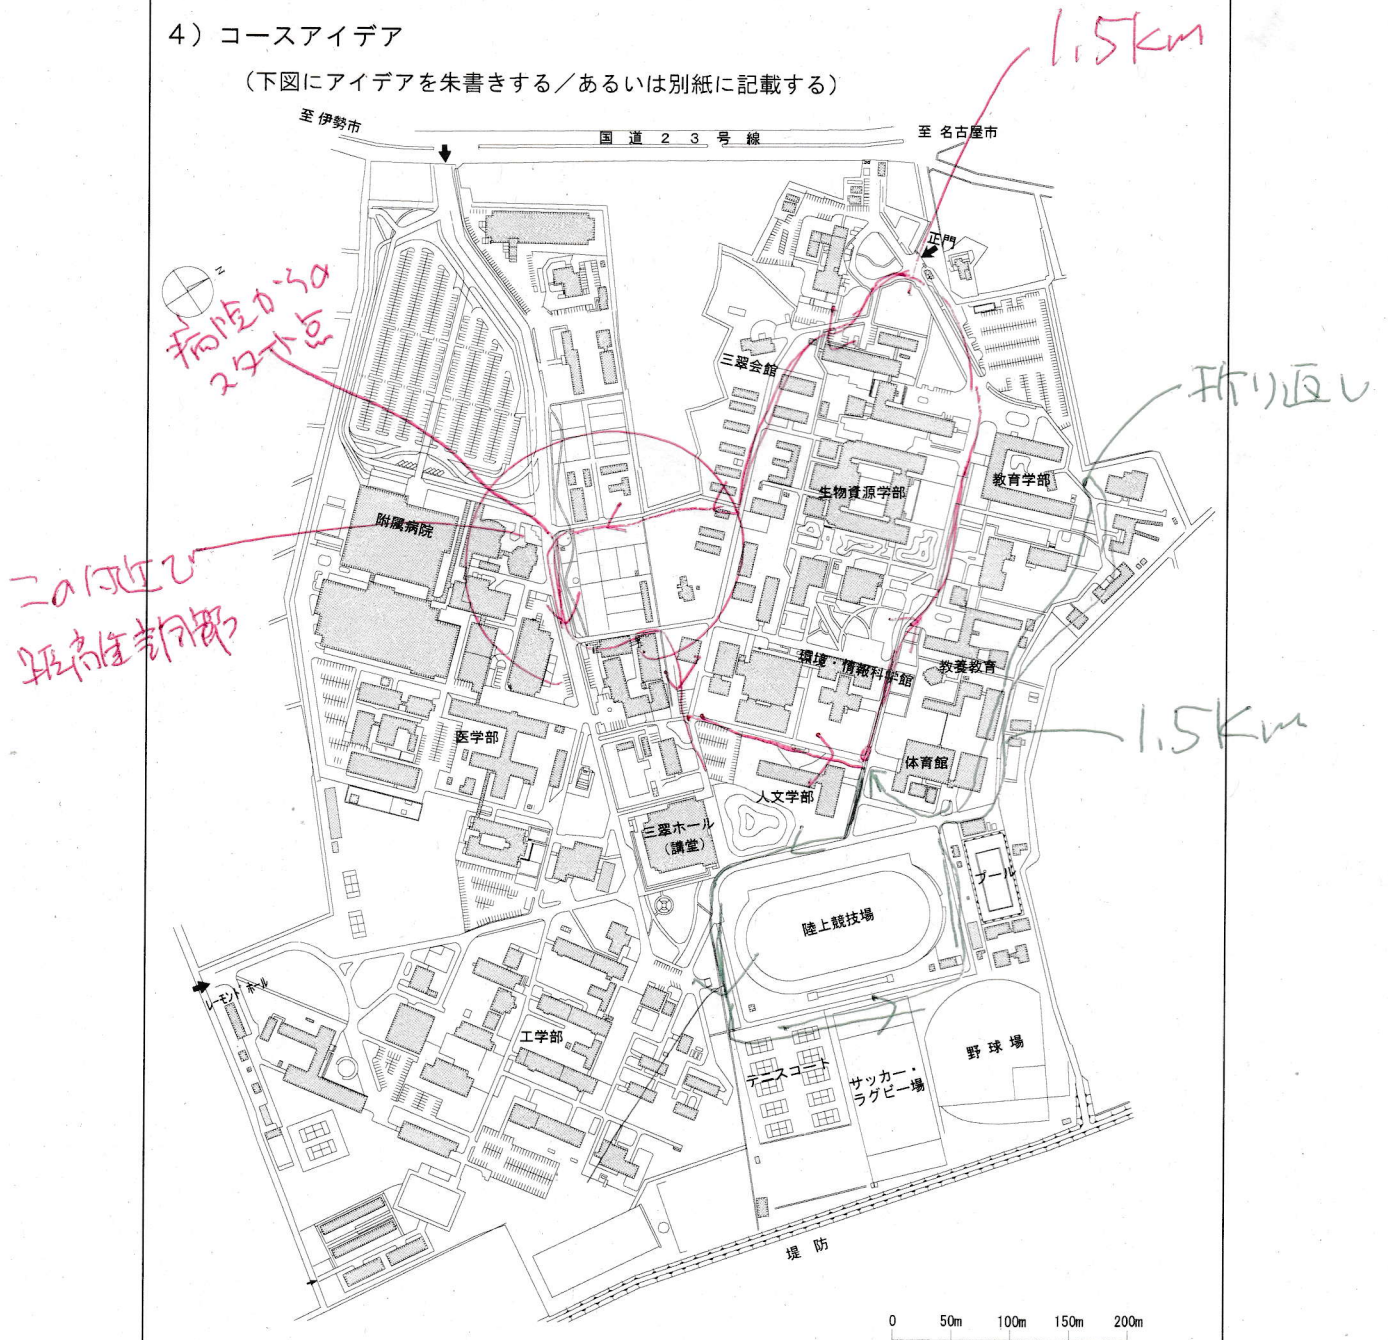 4）コースアイデア
（下図にアイデアを朱書きする／あるいは別紙に記載する）
1.5km
至 伊勢市
国道23号線
至 名古屋市
正門
N
病院からの
スタート点
三翠会館
折り返し
生物資源学部
教育学部
附属病院
この付近で
環境・情報科学館
教養教育
1.5km
医学部
体育館
人文学部
三翠ホール
（講堂）
プール
陸上競技場
レーモンド ホール
工学部
テニスコート
サッカー・
ラグビー場
野球場
堤防
0 50m 100m 150m 200m